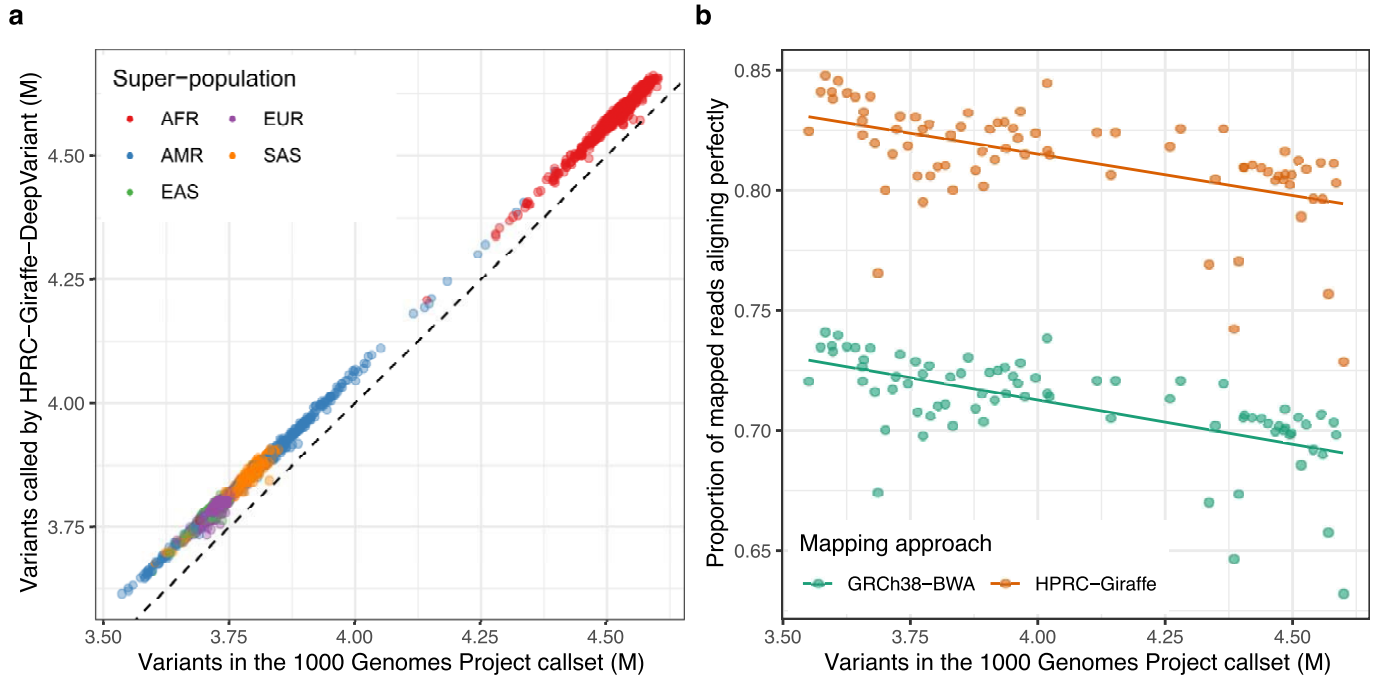 a
Variants called by HPRC−Giraffe−DeepVariant (M)
Super−population
AFR
EUR
AMR
SAS
EAS
4.50
4.25
4.00
3.75
3.50
3.75
4.00
4.25
4.50
Variants in the 1000 Genomes Project callset (M)
b
Proportion of mapped reads aligning perfectly
0.85
0.80
0.75
0.70
0.65
Mapping approach
GRCh38−BWA
HPRC−Giraffe
3.50
3.75
4.00
4.25
4.50
Variants in the 1000 Genomes Project callset (M)